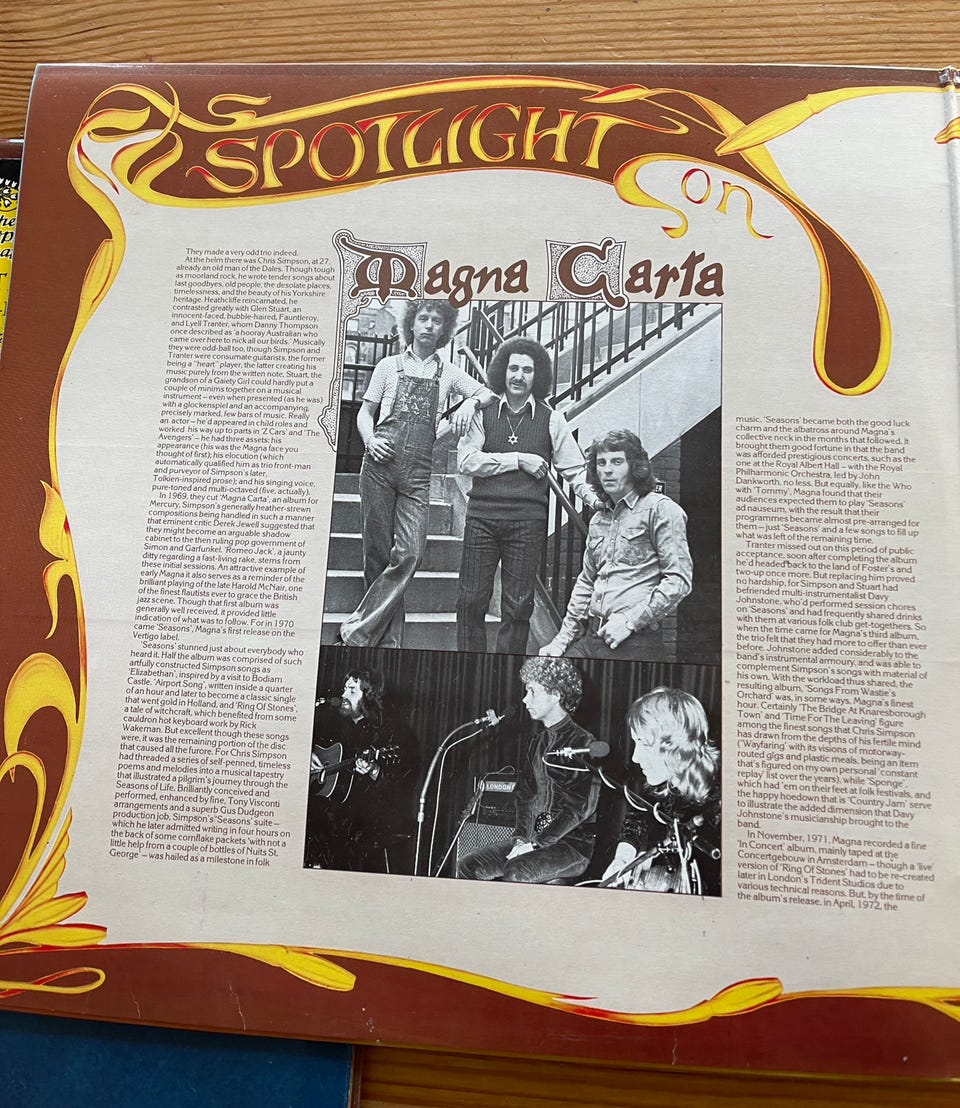 SPOTLIGHT
on
Magna Carta
They made a very odd trio indeed.
At the helm there was Chris Simpson, at 27,
already an old man of the Dales. Though tough
as moorland rock, he wrote tender songs about
last goodbyes, old people, the desolate places,
timelessness, and the beauty of his Yorkshire
heritage. Heathcliffe reincarnated, he
contrasted greatly with Glen Stuart, an
innocent-faced, bubble-haired, Fauntleroy,
and Lyell Tranter, whom Danny Thompson
once described as 'a hooray Australian who
came over here to nick all our birds.' Musically
they were odd-ball too, though Simpson and
Tranter were consumate guitarists, the former
being a "heart" player, the latter creating his
music purely from the written note, Stuart, the
grandson of a Gaiety Girl could hardly put a
couple of minims together on a musical
instrument – even when presented (as he was)
with a glockenspiel and an accompanying,
precisely marked, few bars of music. Really
an actor – he'd appeared in child roles and
worked his way up to parts in 'Z Cars' and 'The
Avengers' – he had three assets: his
appearance (his was the Magna face you
thought of first); his elocution (which
automatically qualified him as trio front-man
and purveyor of Simpson's later,
Tolkien-inspired prose); and his singing voice,
pure-toned and multi-octaved (five, actually).
In 1969, they cut 'Magna Carta', an album for
Mercury, Simpson's generally heather-strewn
compositions being handled in such a manner
that eminent critic Derek Jewell suggested that
they might become an arguable shadow
cabinet to the then ruling pop government of
Simon and Garfunkel. 'Romeo Jack', a jaunty
ditty regarding a fast-living rake, stems from
these initial sessions. An attractive example of
early Magna it also serves as a reminder of the
brilliant playing of the late Harold McNair, one
of the finest flautists ever to grace the British
jazz scene. Though that first album was
generally well received, it provided little
indication of what was to follow. For in 1970
came 'Seasons', Magna's first release on the
Vertigo label.
'Seasons' stunned just about everybody who
heard it. Half the album was comprised of such
artfully constructed Simpson songs as
'Elizabethan', inspired by a visit to Bodiam
Castle. 'Airport Song', written inside a quarter
of an hour and later to become a classic single
that went gold in Holland, and 'Ring Of Stones',
a tale of witchcraft, which benefited from some
cauldron hot keyboard work by Rick
Wakeman. But excellent though these songs
were, it was the remaining portion of the disc
that caused all the furore. For Chris Simpson
had threaded a series of self-penned, timeless
poems and melodies into a musical tapestry
that illustrated a pilgrim's journey through the
Seasons of Life. Brilliantly conceived and
performed, enhanced by fine, Tony Visconti
arrangements and a superb Gus Dudgeon
production job, Simpson's 'Seasons' suite –
which he later admitted writing in four hours on
the back of some cornflake packets 'with not a
little help from a couple of bottles of Nuits St.
George' – was hailed as a milestone in folk
LONDON
music. 'Seasons' became both the good luck
charm and the albatross around Magna's
collective neck in the months that followed. It
brought them good fortune in that the band
was afforded prestigious concerts, such as the
one at the Royal Albert Hall – with the Royal
Philharmonic Orchestra, led by John
Dankworth, no less. But equally, like the Who
with 'Tommy', Magna found that their
audiences expected them to play 'Seasons'
ad nauseum, with the result that their
programmes became almost pre-arranged for
them – just 'Seasons' and a few songs to fill up
what was left of the remaining time.
Tranter missed out on this period of public
acceptance, soon after completing the album
he'd headed back to the land of Foster's and
two-up once more. But replacing him proved
no hardship, for Simpson and Stuart had
befriended multi-instrumentalist Davy
Johnstone, who'd performed session chores
on 'Seasons' and had frequently shared drinks
with them at various folk club get-togethers. So
when the time came for Magna's third album,
the trio felt that they had more to offer than ever
before. Johnstone added considerably to the
band's instrumental armoury, and was able to
complement Simpson's songs with material of
his own. With the workload thus shared, the
resulting album, 'Songs From Wastie's
Orchard' was, in some ways, Magna's finest
hour. Certainly 'The Bridge At Knaresborough
Town' and 'Time For The Leaving' figure
among the finest songs that Chris Simpson
has drawn from the depths of his fertile mind
('Wayfaring' with its visions of motorway-
routed gigs and plastic meals, being an item
that's figured on my own personal 'constant
replay' list over the years), while 'Sponge',
which had 'em on their feet at folk festivals, and
the happy hoedown that is 'Country Jam' serve
to illustrate the added dimension that Davy
Johnstone's musicianship brought to the
band.
In November, 1971, Magna recorded a fine
'In Concert' album, mainly taped at the
Concertgebouw in Amsterdam – though a 'live'
version of 'Ring Of Stones' had to be re-created
later in London's Trident Studios due to
various technical reasons. But, by the time of
the album's release, in April, 1972, the